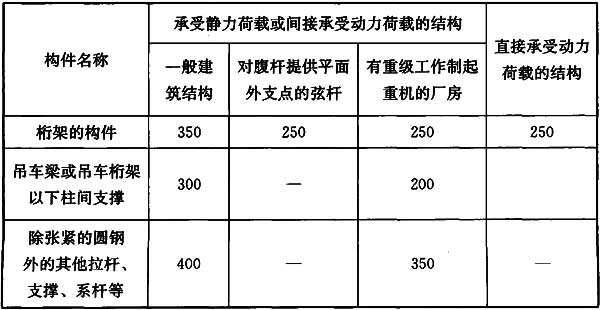 构件名称
承受静力荷载或间接承受动力荷载的结构
一般建
筑结构
对腹杆提供平面
外支点的弦杆
有重级工作制起
重机的厂房
直接承受动力
荷载的结构
桁架的构件 350 250 250 250
吊车梁或吊车桁架
以下柱间支撑
300 — 200
除张紧的圆钢
外的其他拉杆、
支撑、系杆等
400 — 350 —